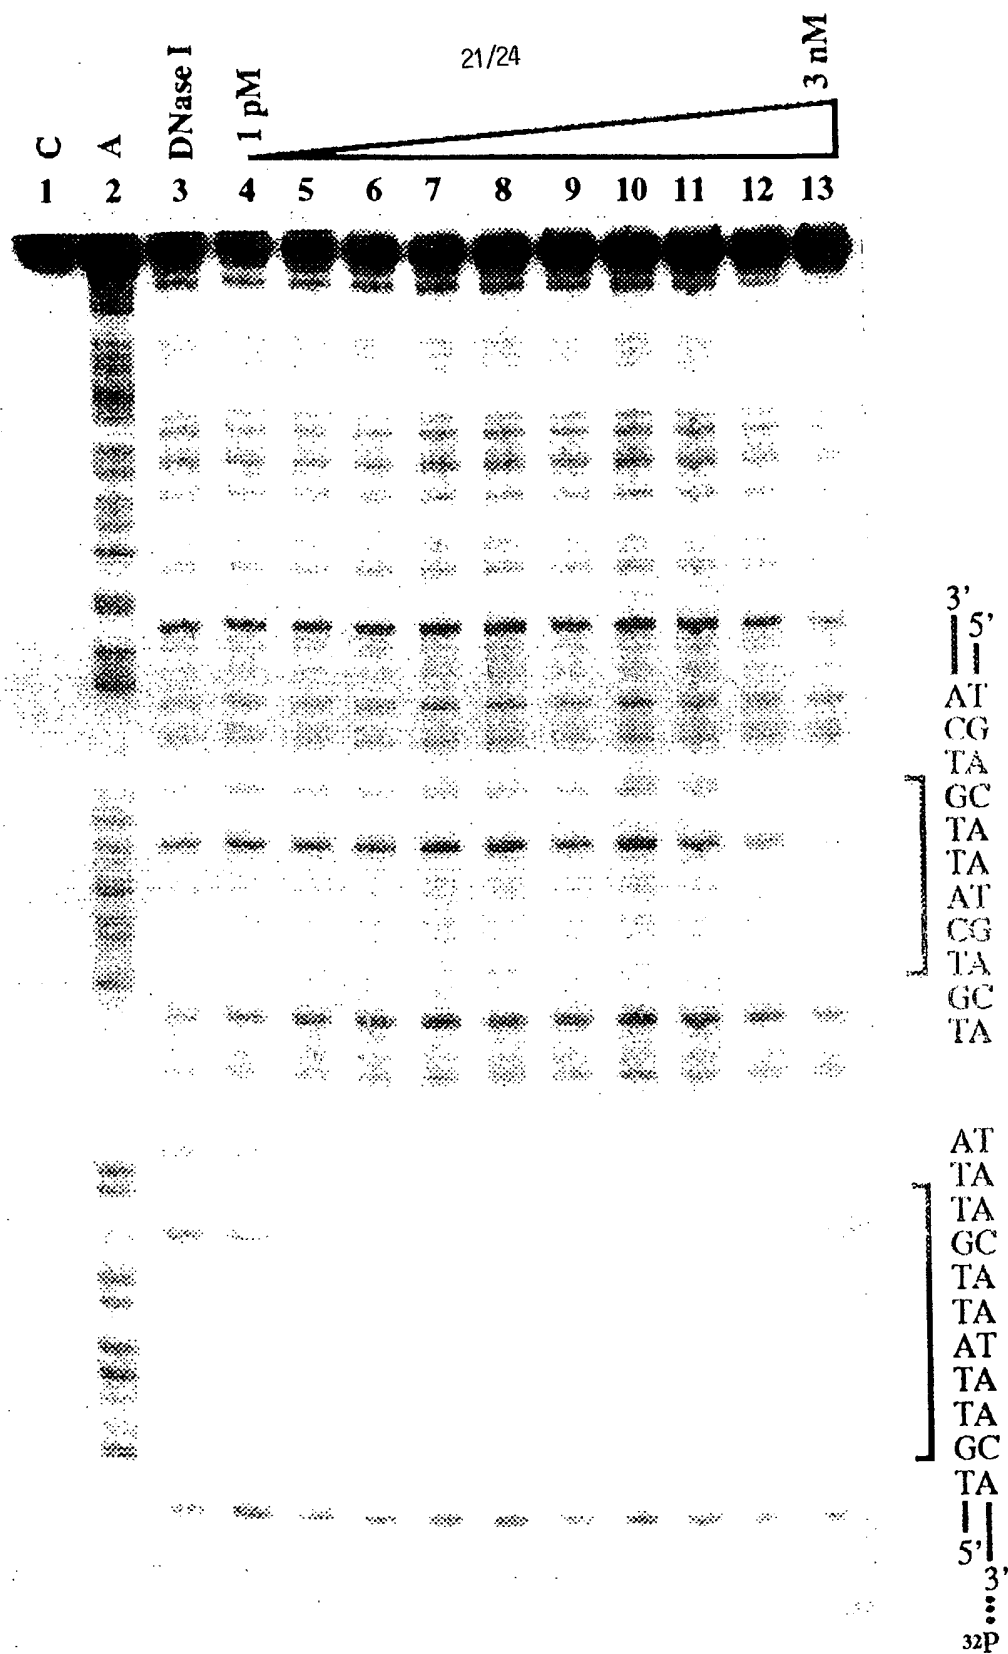 21/24
C
A
DNase I
1 pM
3 nM
1 2 3 4 5 6 7 8 9 10 11 12 13
3'
5'
AT
CG
TA
GC
TA
TA
AT
CG
TA
GC
TA
AT
TA
TA
GC
TA
TA
AT
TA
TA
GC
TA
5'
3'
32P